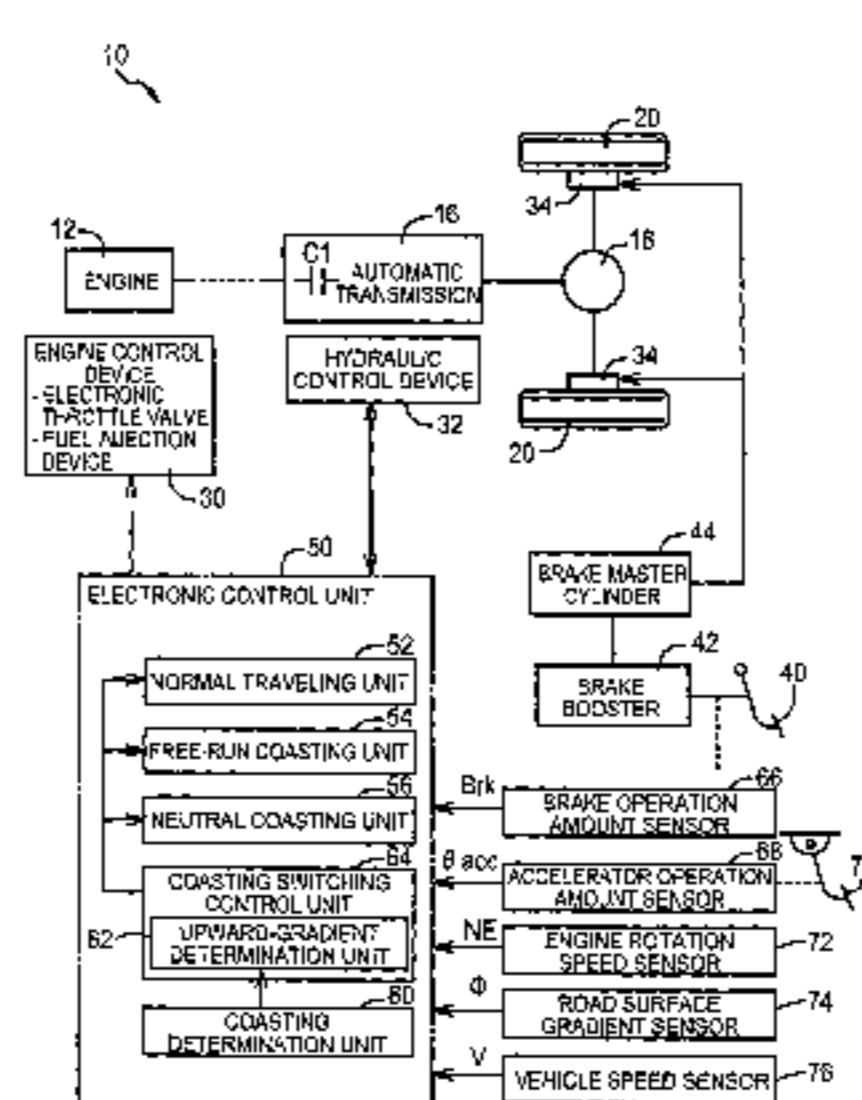 10
20
34
12
ENGINE
16
C1
AUTOMATIC
TRANSMISSION
18
ENGINE CONTROL
DEVICE
- ELECTRONIC
THROTTLE VALVE
- FUEL INJECTION
DEVICE
30
HYDRAULIC
CONTROL DEVICE
32
34
20
44
BRAKE MASTER
CYLINDER
50
ELECTRONIC CONTROL UNIT
42
BRAKE
BOOSTER
40
52
NORMAL TRAVELING UNIT
54
FREE-RUN COASTING UNIT
56
NEUTRAL COASTING UNIT
64
COASTING SWITCHING
CONTROL UNIT
62
UPWARD-GRADIENT
DETERMINATION UNIT
60
COASTING
DETERMINATION UNIT
Brk
66
BRAKE OPERATION
AMOUNT SENSOR
θ acc
68
ACCELERATOR OPERATION
AMOUNT SENSOR
NE
ENGINE ROTATION
SPEED SENSOR
72
Φ
ROAD SURFACE
GRADIENT SENSOR
74
V
VEHICLE SPEED SENSOR
76